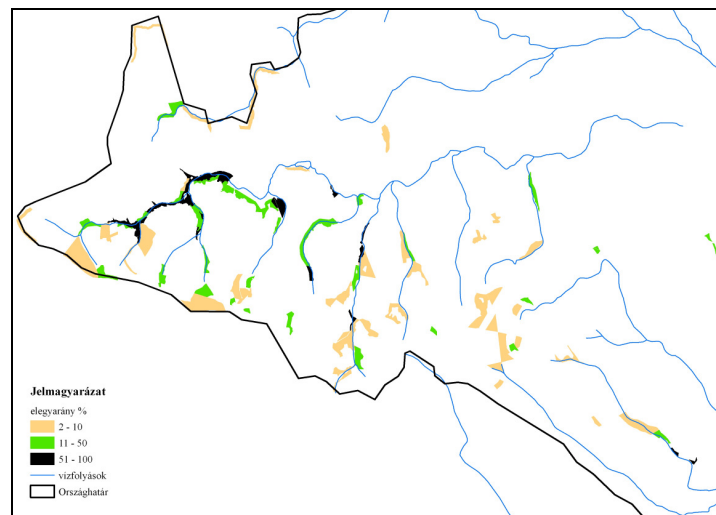 Jelmagyarázat
elegyarány %
2 - 10
11 - 50
51 - 100
vízfolyások
Országhatár